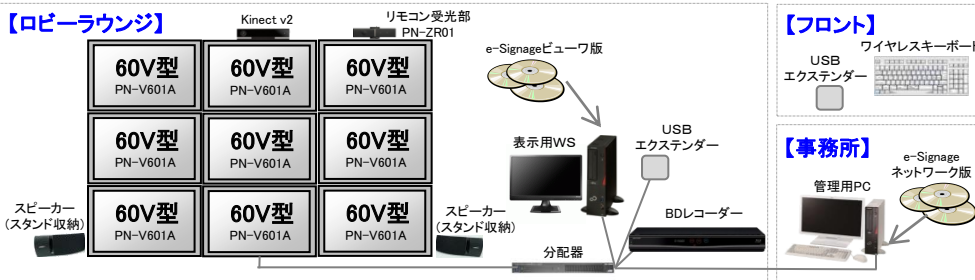 【ロビーラウンジ】
Kinect v2
リモコン受光部
PN-ZR01
60V型
PN-V601A
60V型
PN-V601A
60V型
PN-V601A
60V型
PN-V601A
60V型
PN-V601A
60V型
PN-V601A
60V型
PN-V601A
60V型
PN-V601A
60V型
PN-V601A
スピーカー
(スタンド収納)
スピーカー
(スタンド収納)
e-Signageビューワ版
表示用WS
USB
エクステンダー
BDレコーダー
分配器
【フロント】
USB
エクステンダー
ワイヤレスキーボード
【事務所】
管理用PC
e-Signage
ネットワーク版